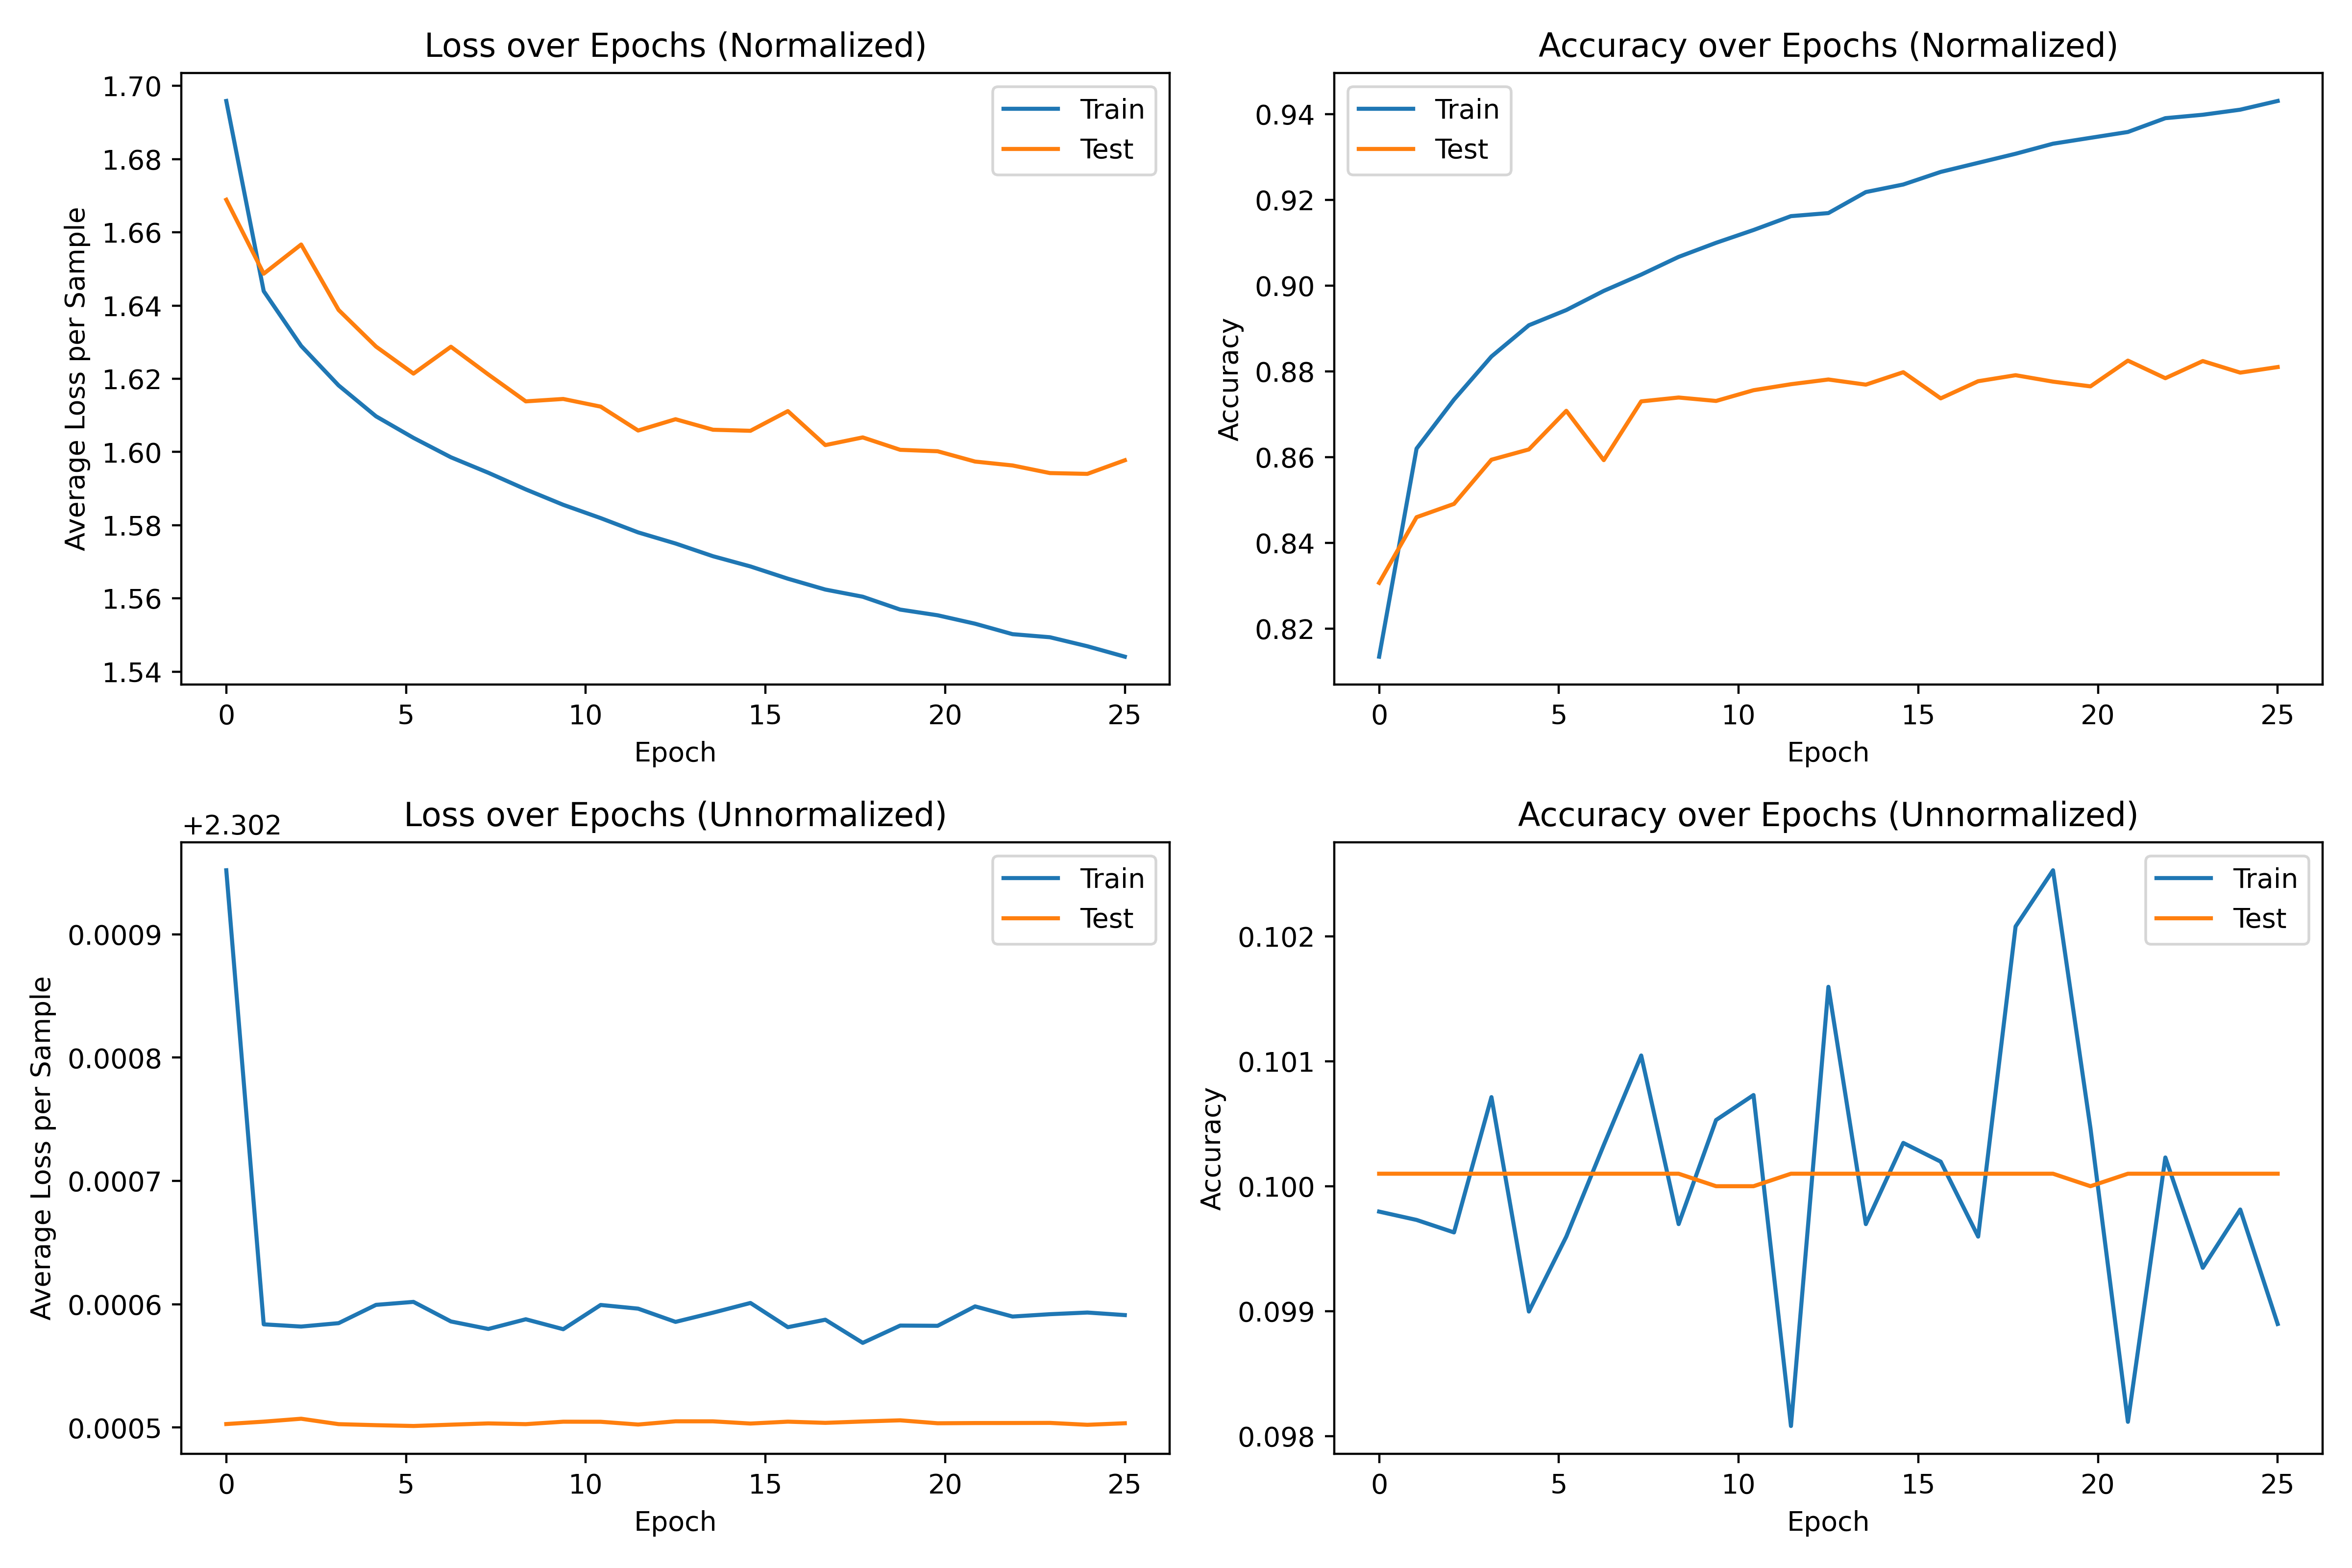 Loss over Epochs (Normalized)
Average Loss per Sample
1.70
1.68
1.66
1.64
1.62
1.60
1.58
1.56
1.54
0 5 10 15 20 25
Epoch
Train
Test
Accuracy over Epochs (Normalized)
Accuracy
0.94
0.92
0.90
0.88
0.86
0.84
0.82
0 5 10 15 20 25
Epoch
Train
Test
Loss over Epochs (Unnormalized)
+2.302
Average Loss per Sample
0.0009
0.0008
0.0007
0.0006
0.0005
0 5 10 15 20 25
Epoch
Train
Test
Accuracy over Epochs (Unnormalized)
Accuracy
0.102
0.101
0.100
0.099
0.098
0 5 10 15 20 25
Epoch
Train
Test